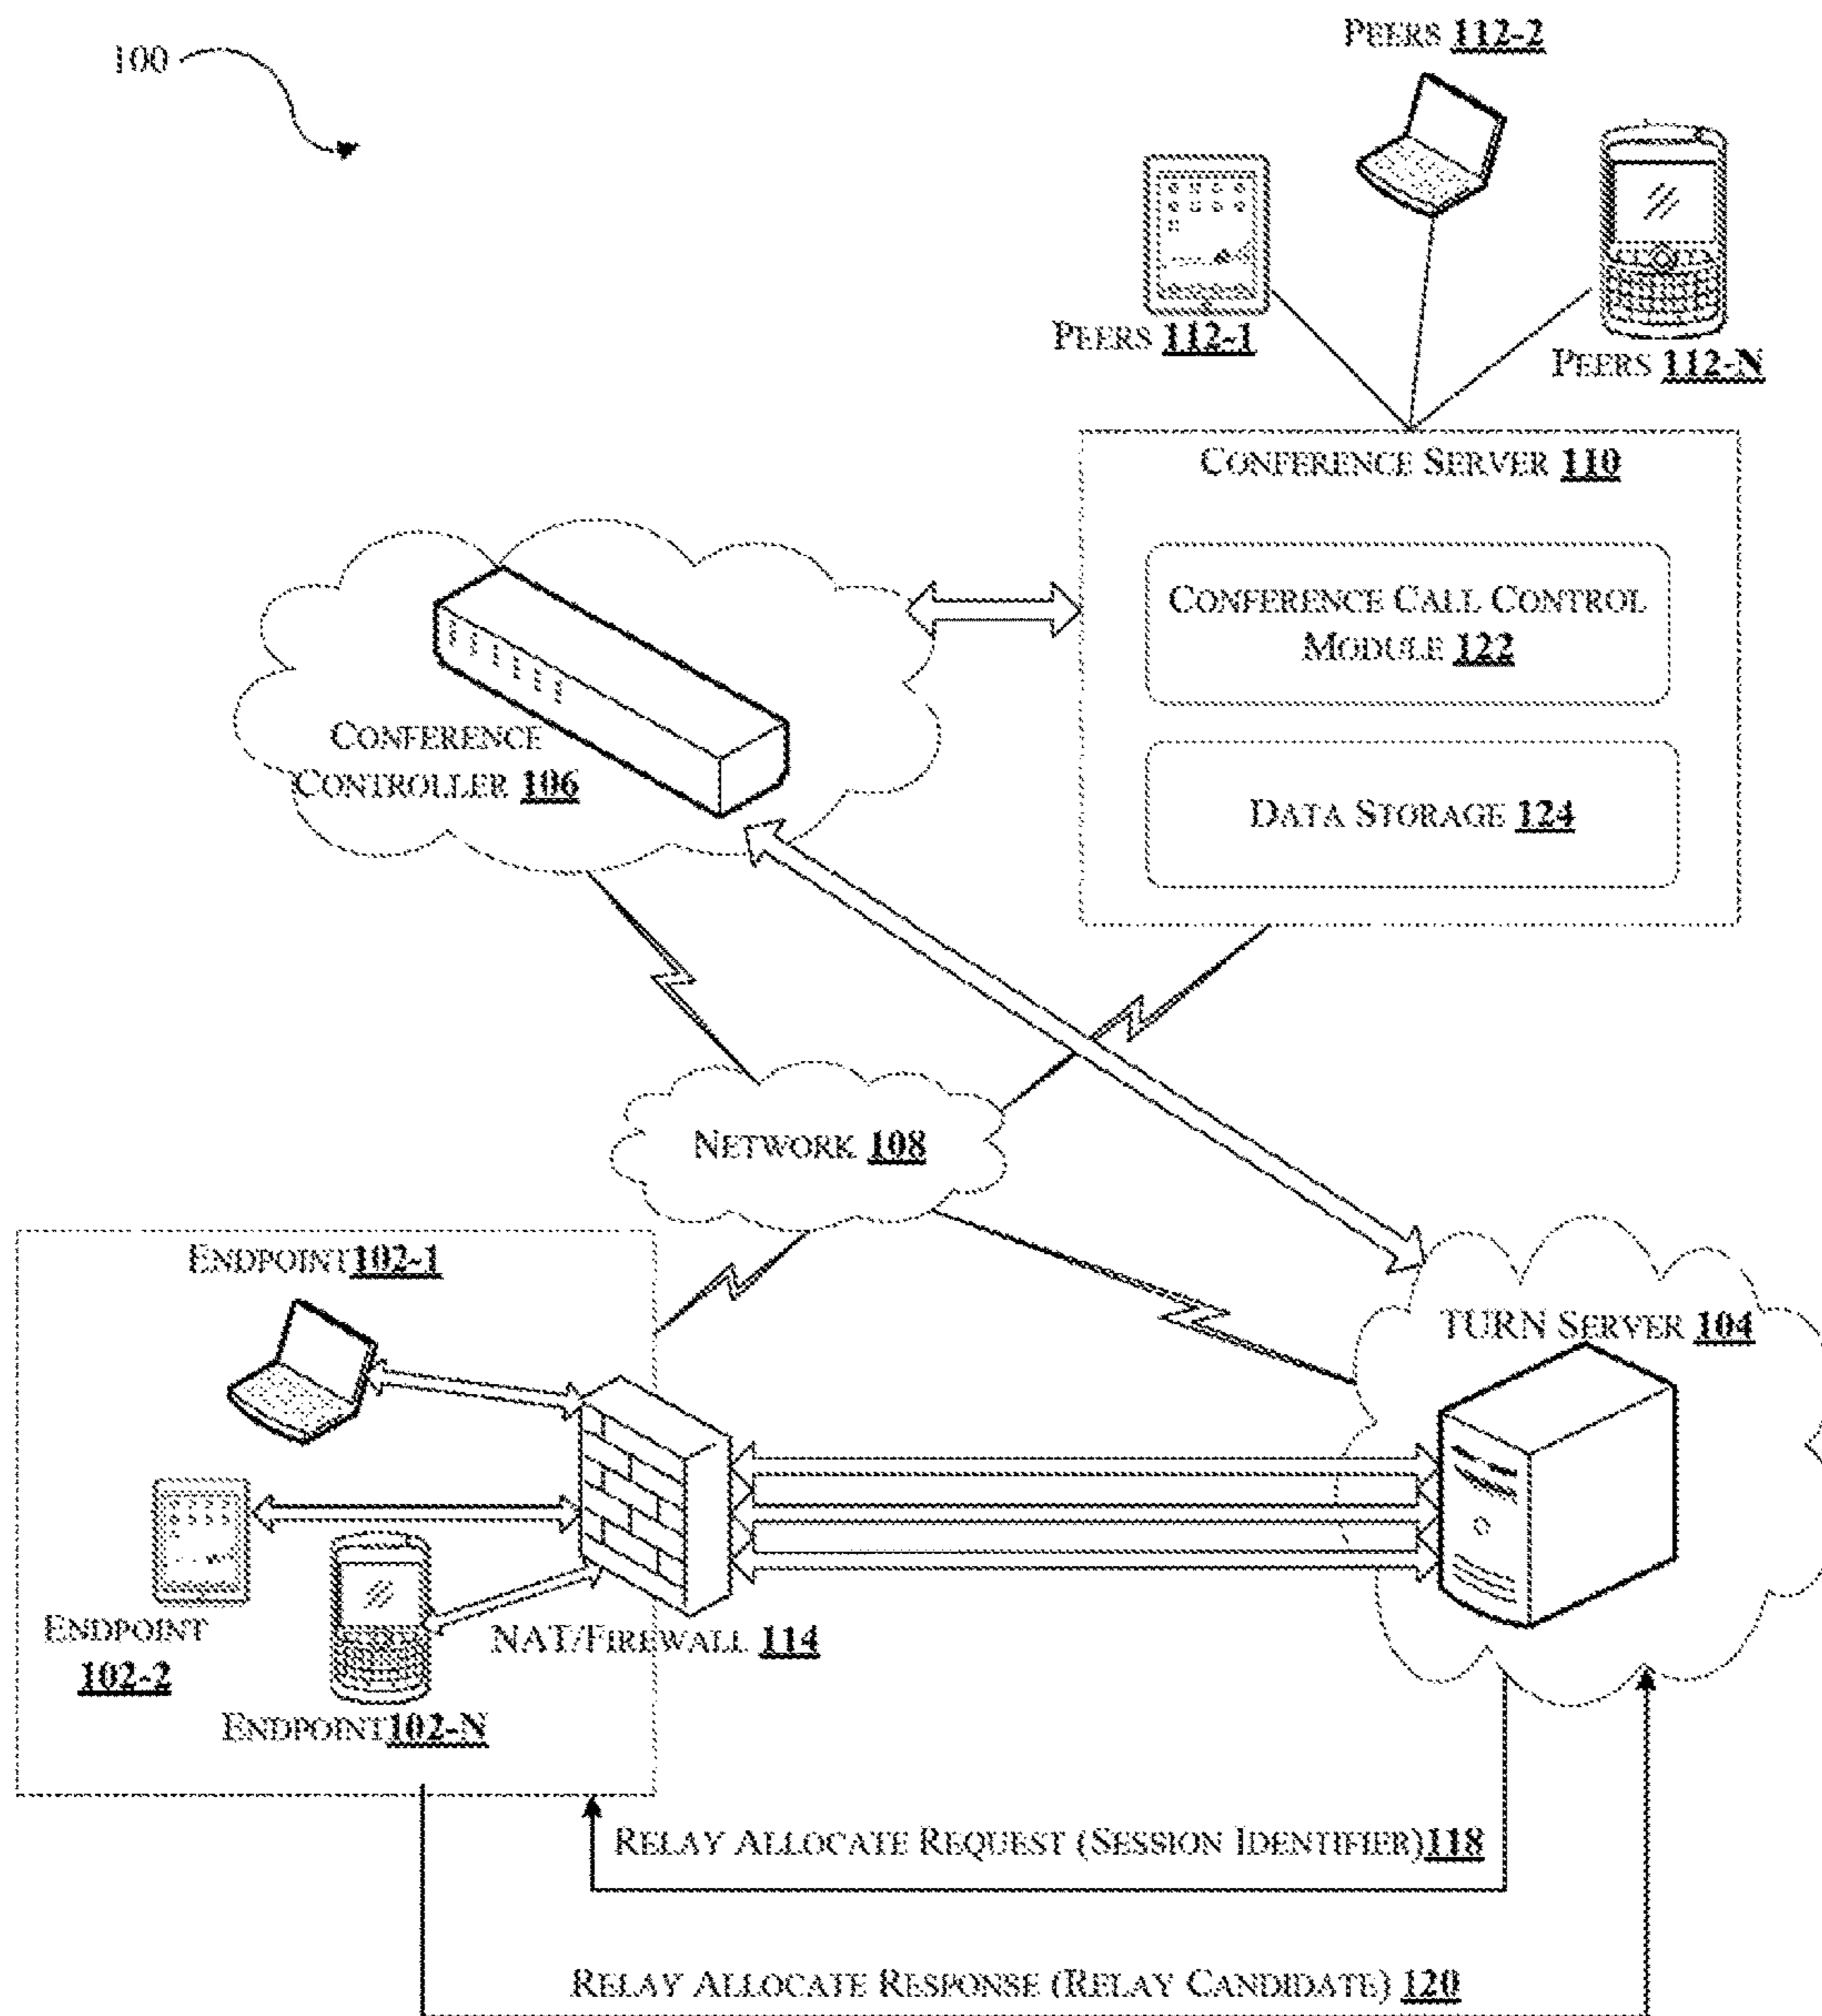 100
PEERS 112-2
PEERS 112-1
PEERS 112-N
CONFERENCE SERVER 110
CONFERENCE CALL CONTROL
MODULE 122
CONFERENCE
CONTROLLER 106
DATA STORAGE 124
NETWORK 108
ENDPOINT 102-1
TURN SERVER 104
ENDPOINT
102-2
NAT/FIREWALL 114
ENDPOINT 102-N
RELAY ALLOCATE REQUEST (SESSION IDENTIFIER) 118
RELAY ALLOCATE RESPONSE (RELAY CANDIDATE) 120